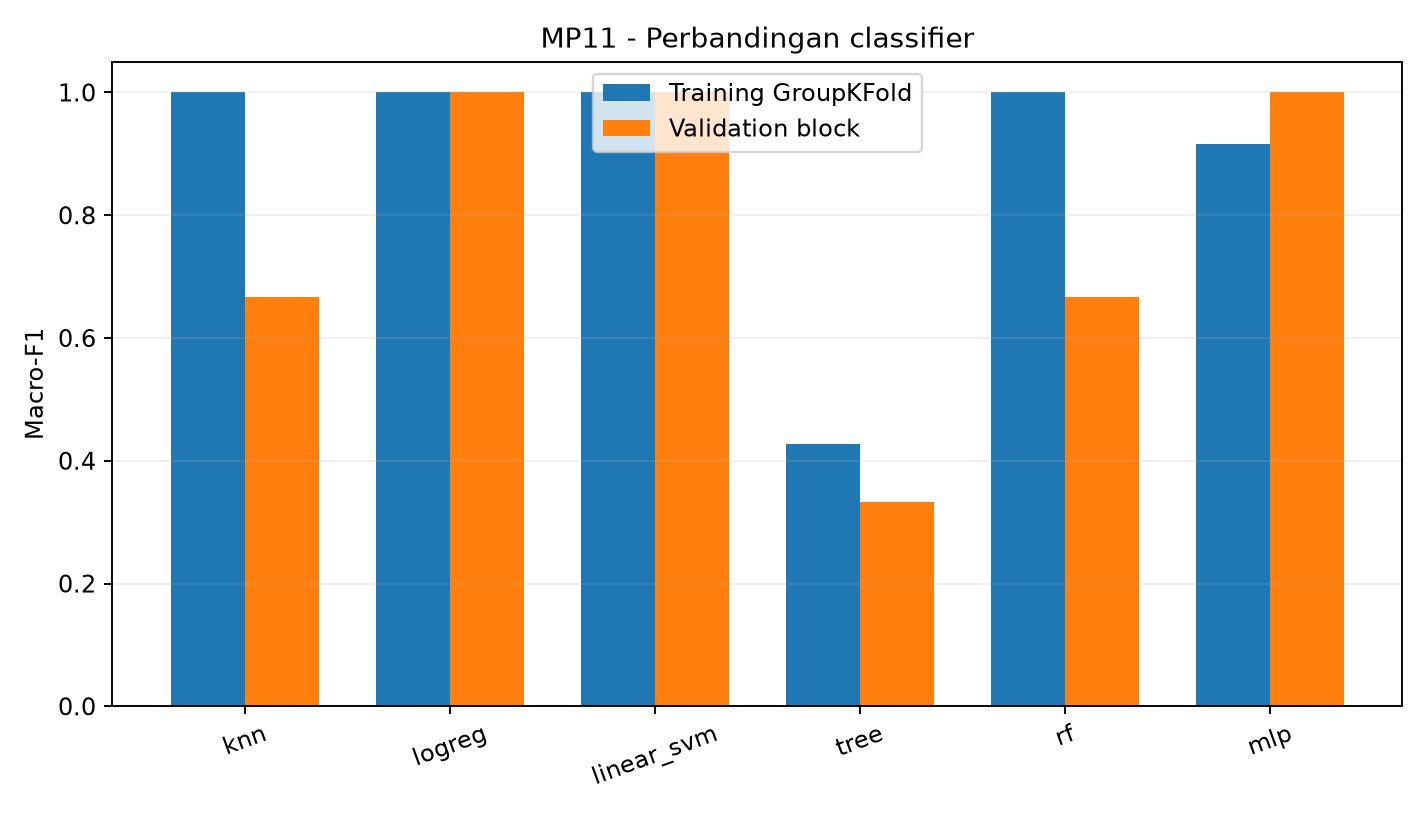 MP11 - Perbandingan classifier
Training GroupKFold
Validation block
Macro-F1
1.0
0.8
0.6
0.4
0.2
0.0
knn
logreg
linear_svm
tree
rf
mlp